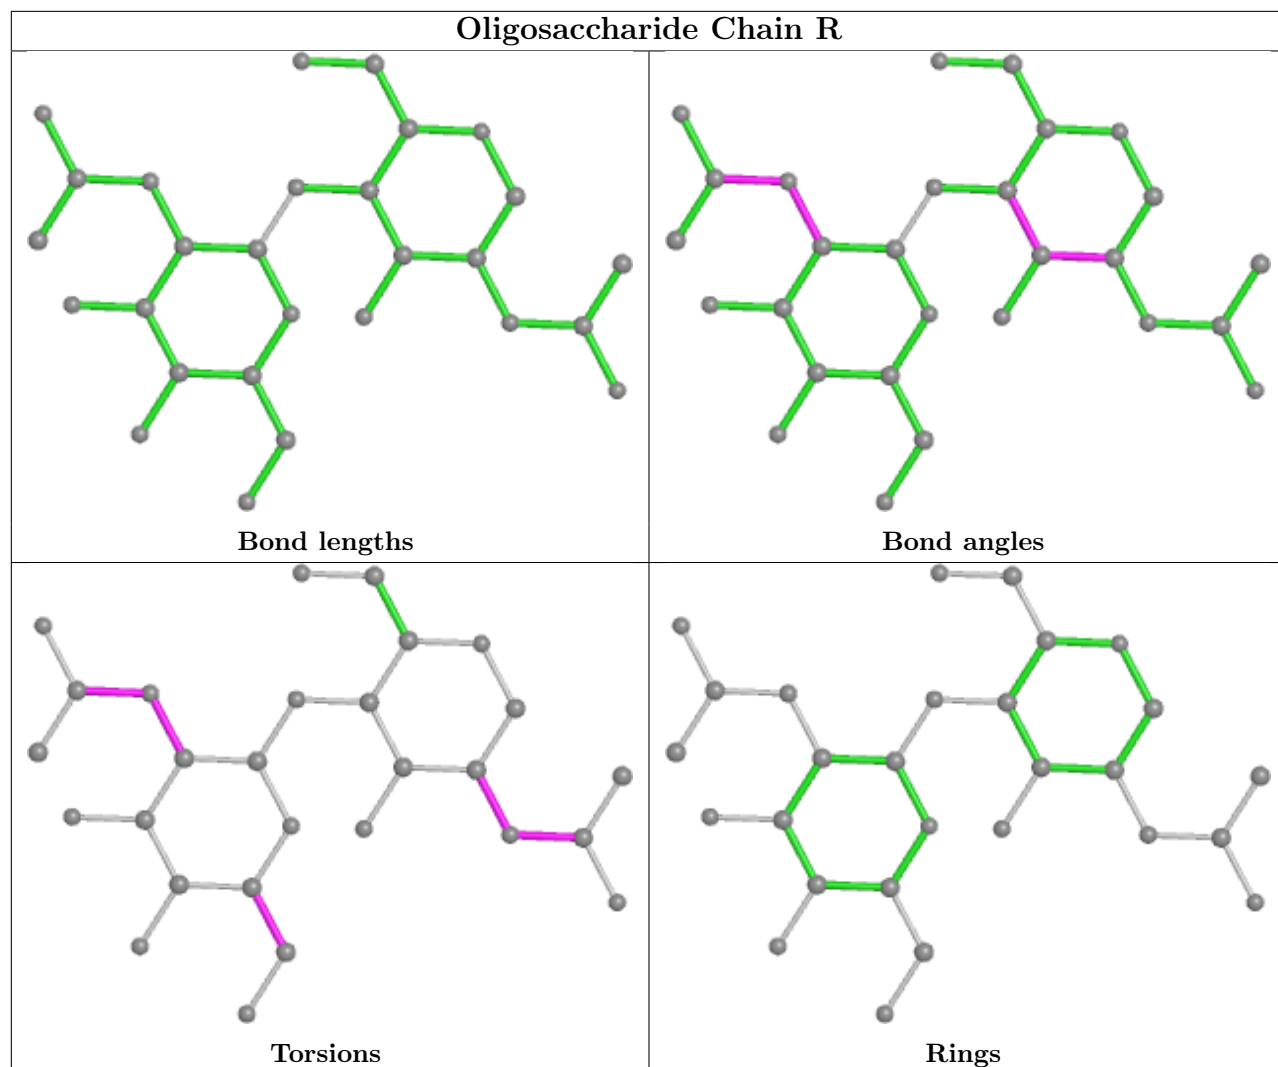 Oligosaccharide Chain R
Bond lengths
Bond angles
Torsions
Rings